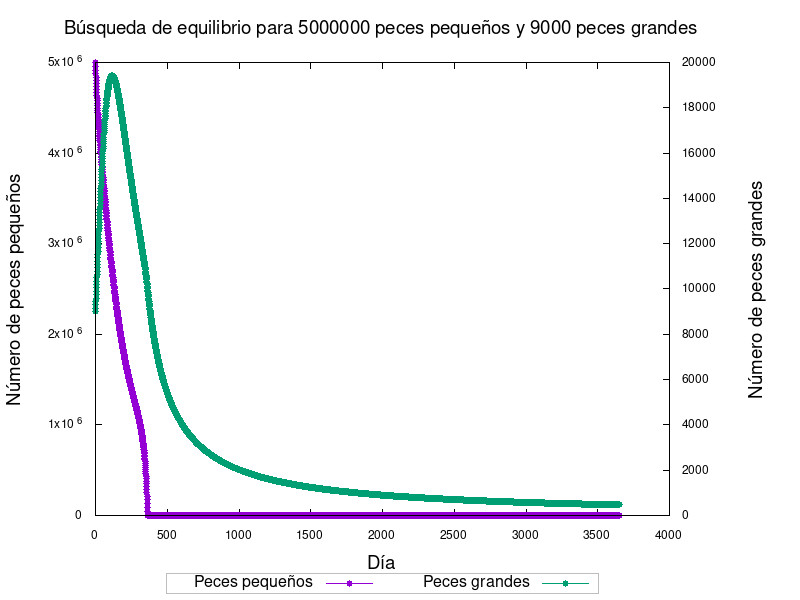 Búsqueda de equilibrio para 5000000 peces pequeños y 9000 peces grandes
Número de peces pequeños
5x10 6
4x10 6
3x10 6
2x10 6
1x10 6
0
20000
18000
16000
14000
12000
10000
8000
6000
4000
2000
0
Número de peces grandes
0 500 1000 1500 2000 2500 3000 3500 4000
Día
Peces pequeños Peces grandes